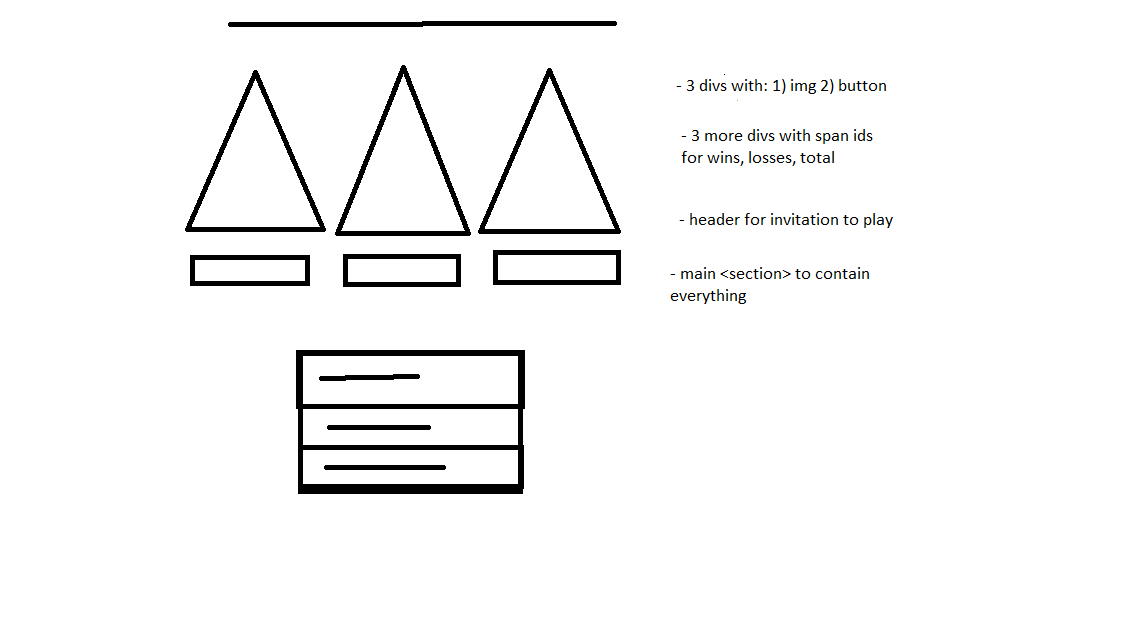 - 3 divs with: 1) img 2) button
- 3 more divs with span ids
for wins, losses, total
- header for invitation to play
- main <section> to contain
everything